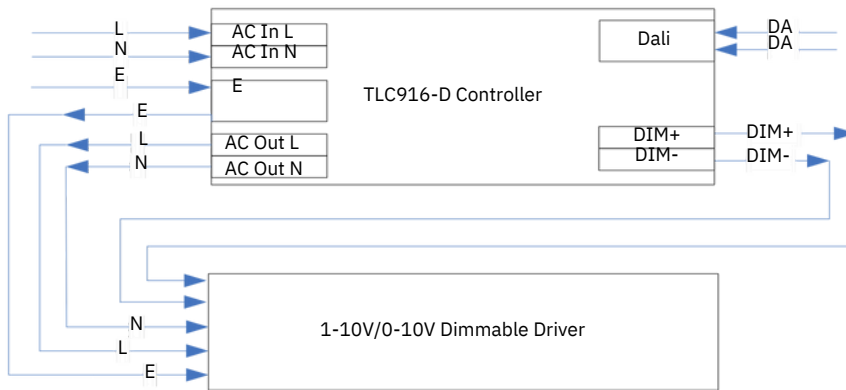 L AC In L Dali DA
N AC In N DA
E E
TLC916-D Controller
E
L AC Out L DIM+ DIM+
N AC Out N DIM- DIM-
N 1-10V/0-10V Dimmable Driver
L
E